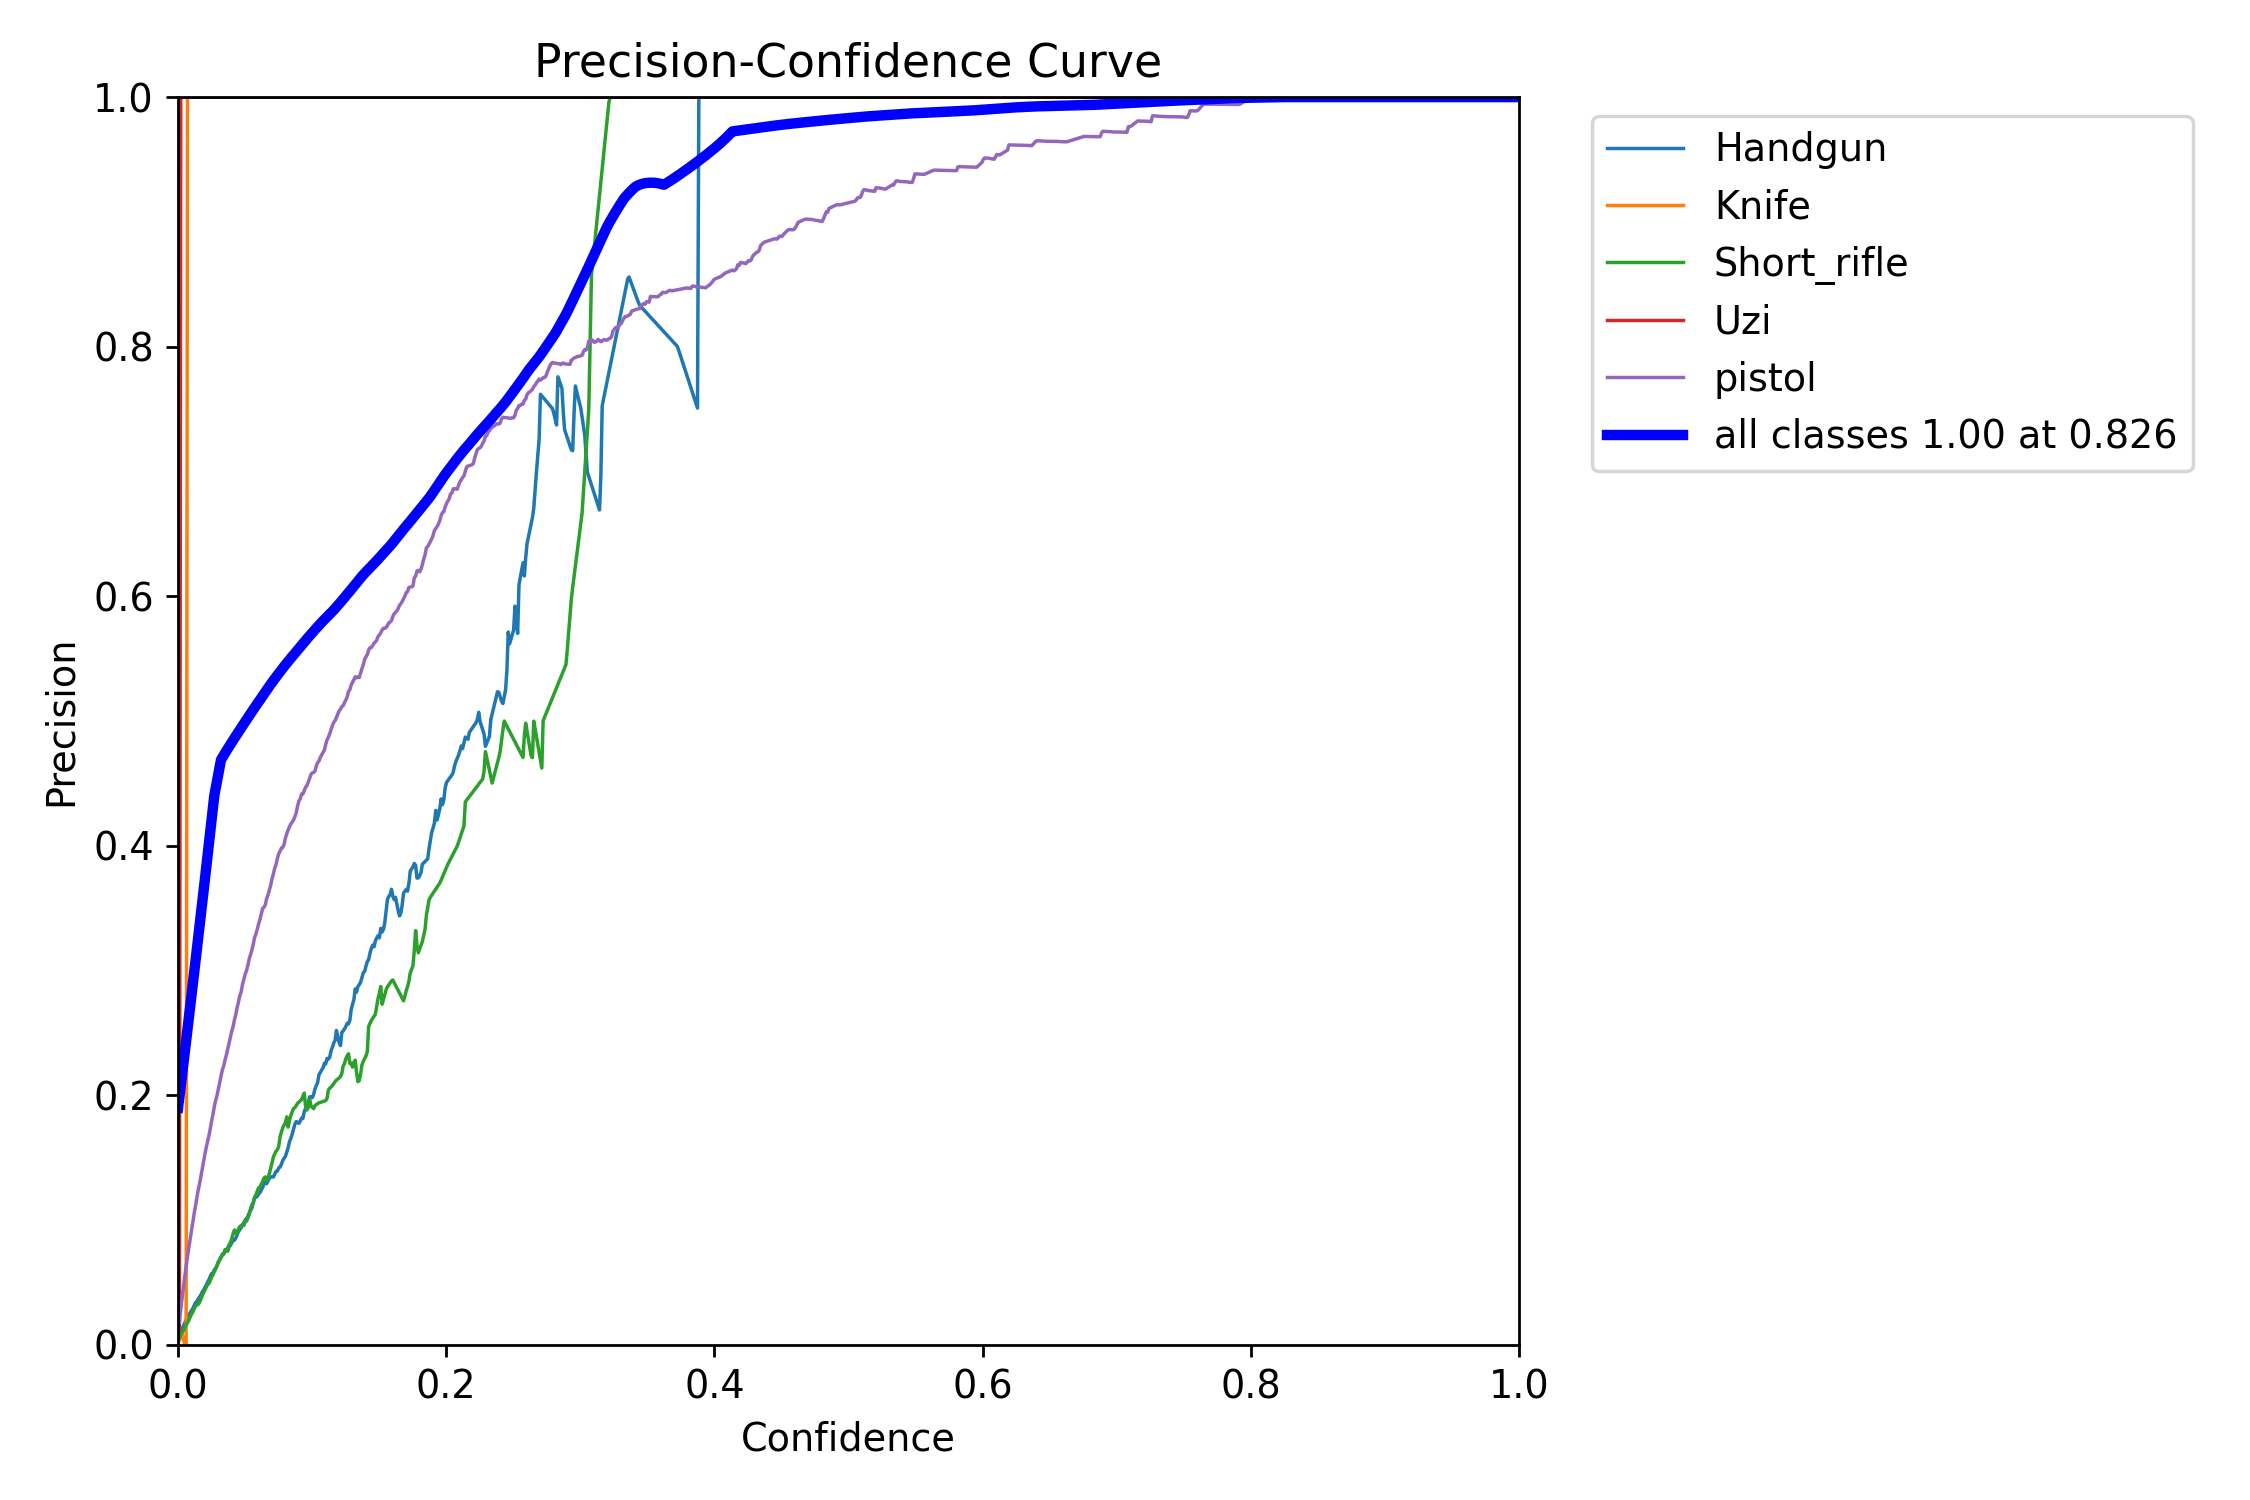 Precision-Confidence Curve
1.0
0.8
0.6
0.4
0.2
0.0
Precision
0.0 0.2 0.4 0.6 0.8 1.0
Confidence
Handgun
Knife
Short_rifle
Uzi
pistol
all classes 1.00 at 0.826